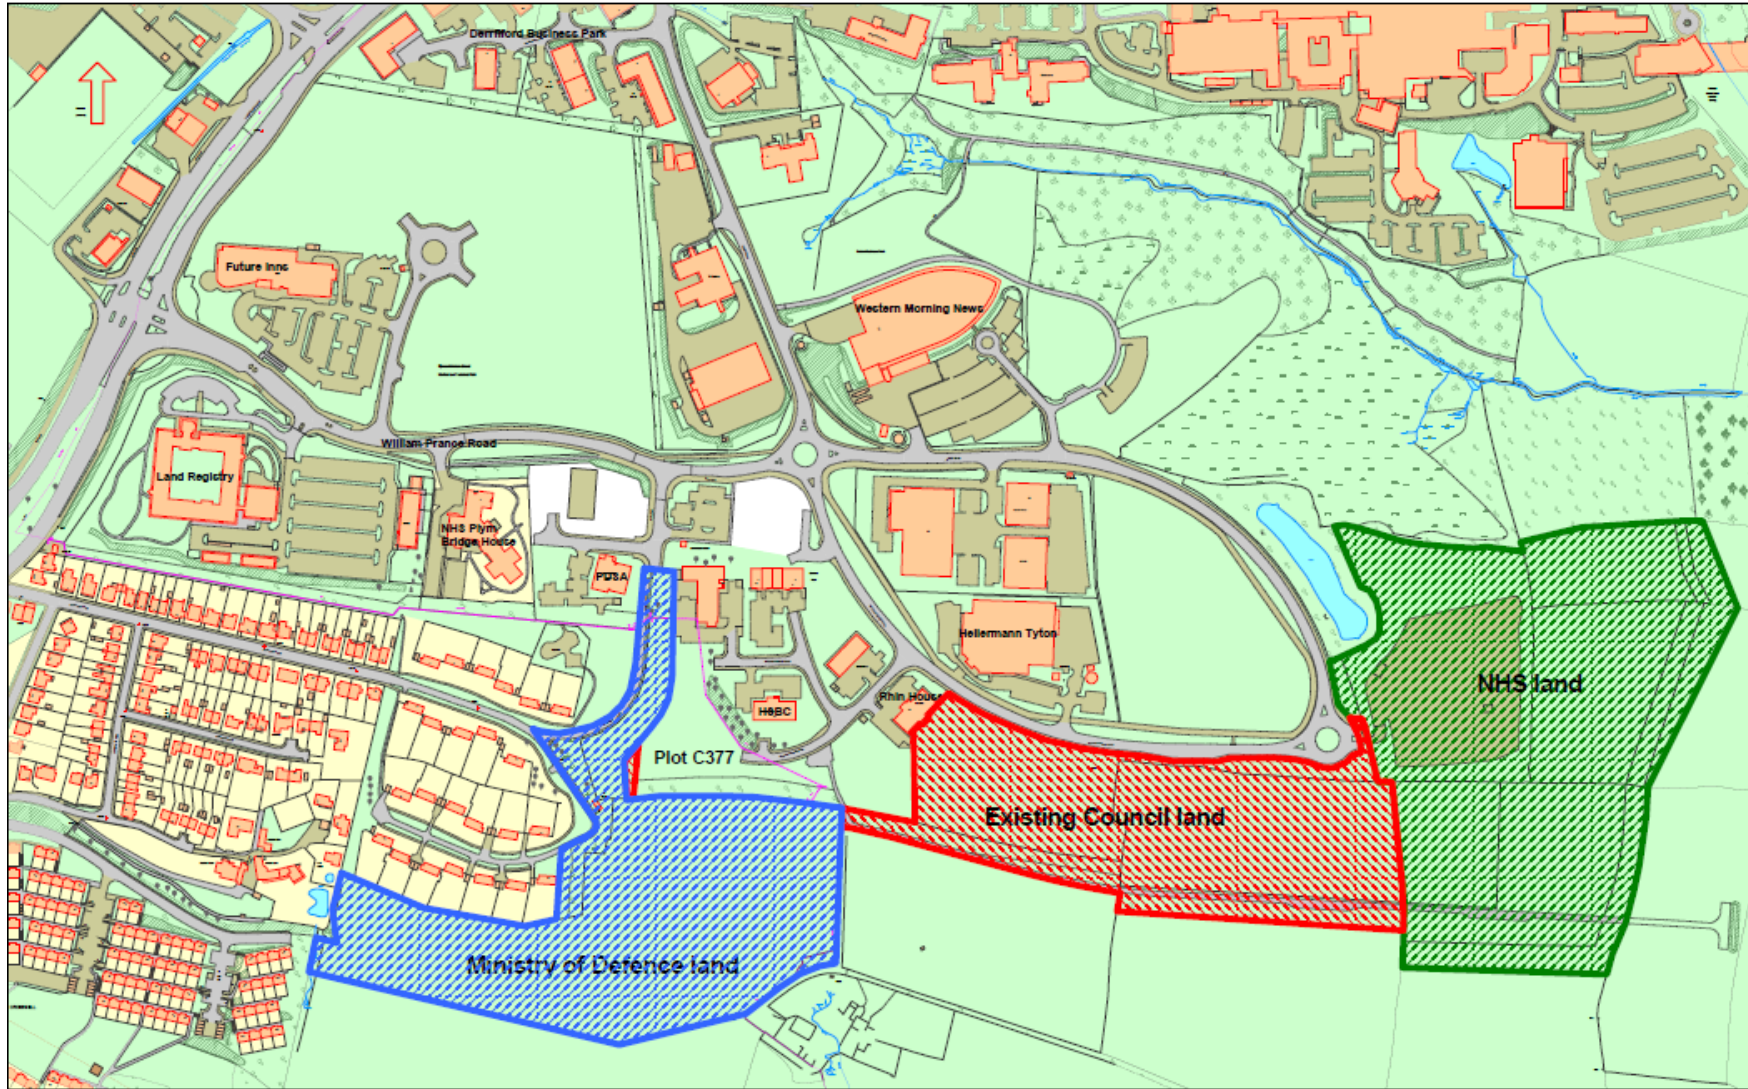 Derriford Business Park
Future Inns
Western Morning News
William Prance Road
Land Registry
NHS Plym
Bridge House
PDSA
Hellermann Tyton
NHS land
Rhin House
HSBC
Plot C377
Existing Council land
Ministry of Defence land